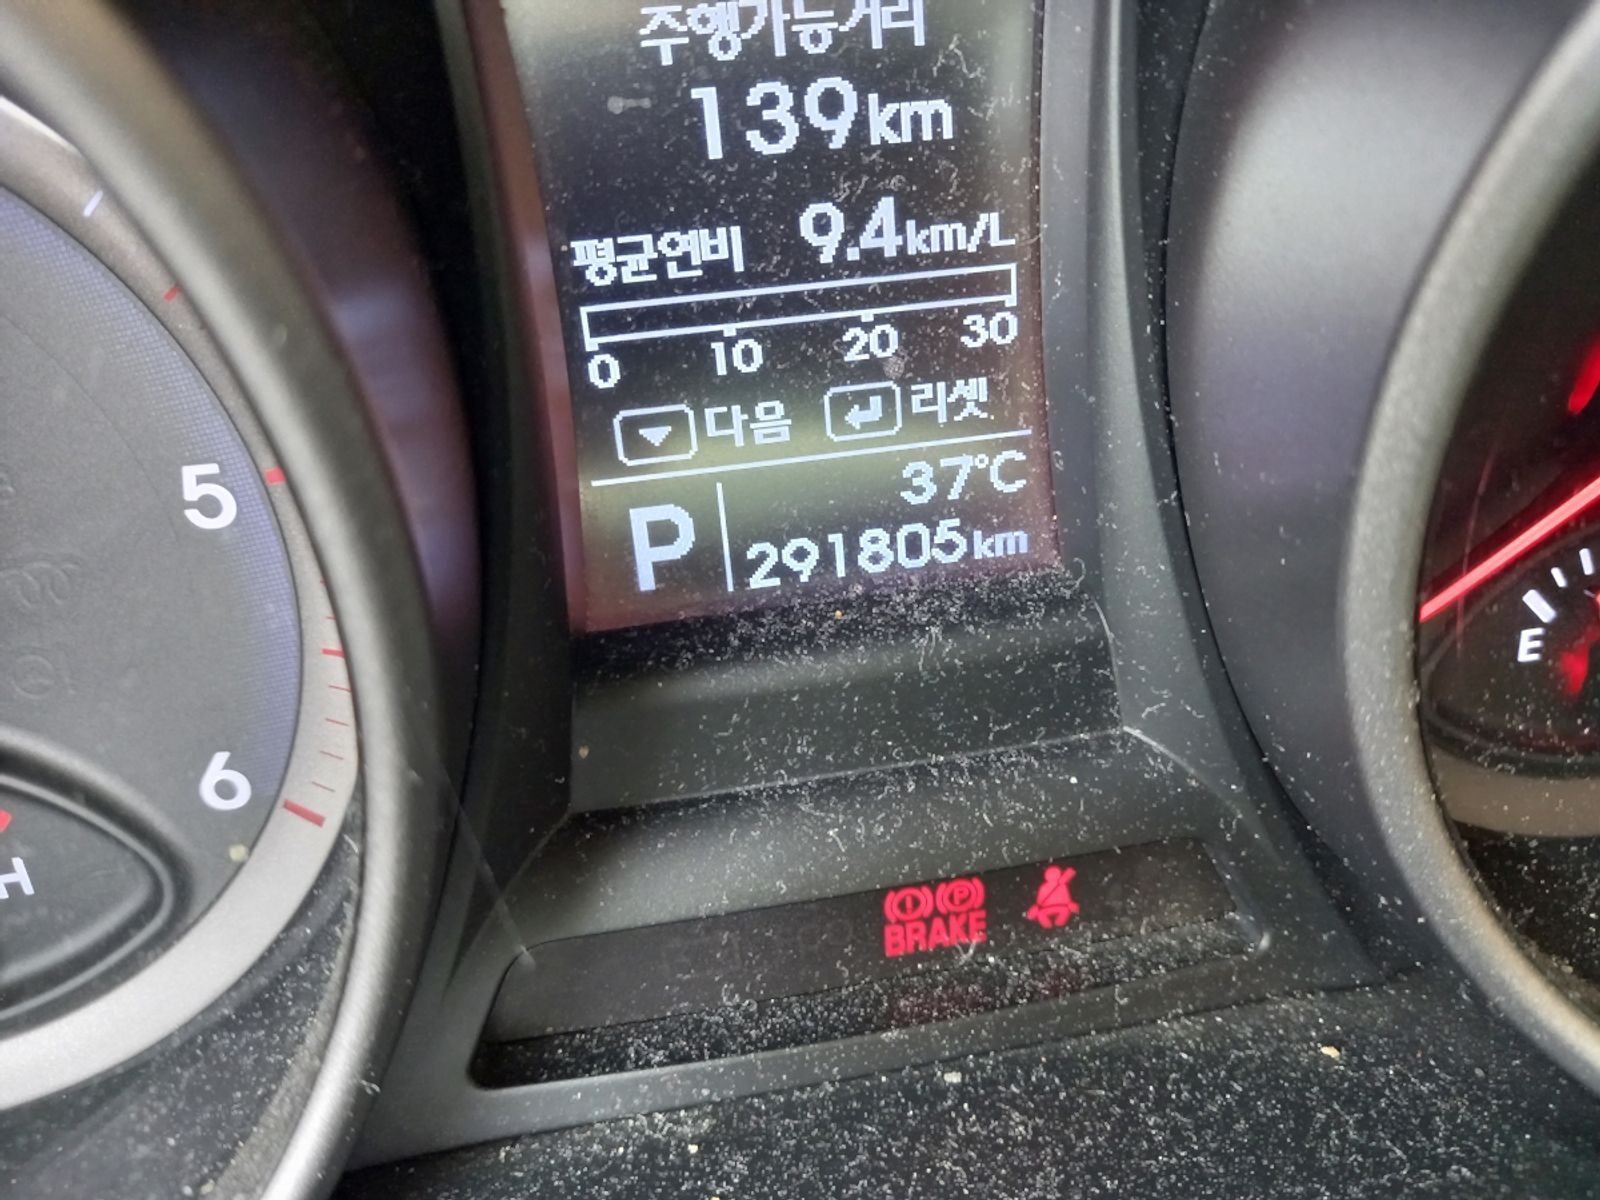 주행가능거리
139km
평균연비 9.4km/L
0 10 20 30
다음 리셋
37°C
P 291805km
5
6
H
E
BRAKE